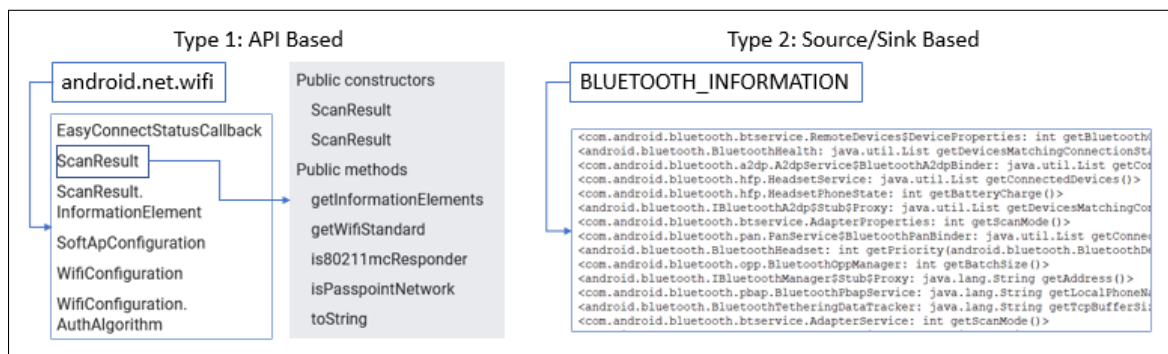 Type 1: API Based
android.net.wifi
EasyConnectStatusCallback
ScanResult
ScanResult.
InformationElement
SoftApConfiguration
WifiConfiguration
WifiConfiguration.
AuthAlgorithm
Public constructors
ScanResult
ScanResult
Public methods
getInformationElements
getWifiStandard
is80211mcResponder
isPasspointNetwork
toString
Type 2: Source/Sink Based
BLUETOOTH_INFORMATION
<com.android.bluetooth.btservice.RemoteDevices$DeviceProperties: int getBluetooth
<android.bluetooth.BluetoothHealth: java.util.List getDevicesMatchingConnectionSta
<com.android.bluetooth.a2dp.A2dpService$BluetoothA2dpBinder: java.util.List getCon
<com.android.bluetooth.hfp.HeadsetService: java.util.List getConnectedDevices()>
<com.android.bluetooth.hfp.HeadsetPhoneState: int getBatteryCharge()>
<android.bluetooth.IBluetoothA2dp$Stub$Proxy: java.util.List getDevicesMatchingCon
<com.android.bluetooth.btservice.AdapterProperties: int getScanMode()>
<com.android.bluetooth.pan.PanService$BluetoothPanBinder: java.util.List getConnec
<android.bluetooth.BluetoothHeadset: int getPriority(android.bluetooth.BluetoothDe
<com.android.bluetooth.opp.BluetoothOppManager: int getBatchSize()>
<android.bluetooth.IBluetoothManager$Stub$Proxy: java.lang.String getAddress()>
<com.android.bluetooth.pbap.BluetoothPbapService: java.lang.String getLocalPhoneNa
<android.bluetooth.BluetoothTetheringDataTracker: java.lang.String getTcpBufferSiz
<com.android.bluetooth.btservice.AdapterService: int getScanMode()>